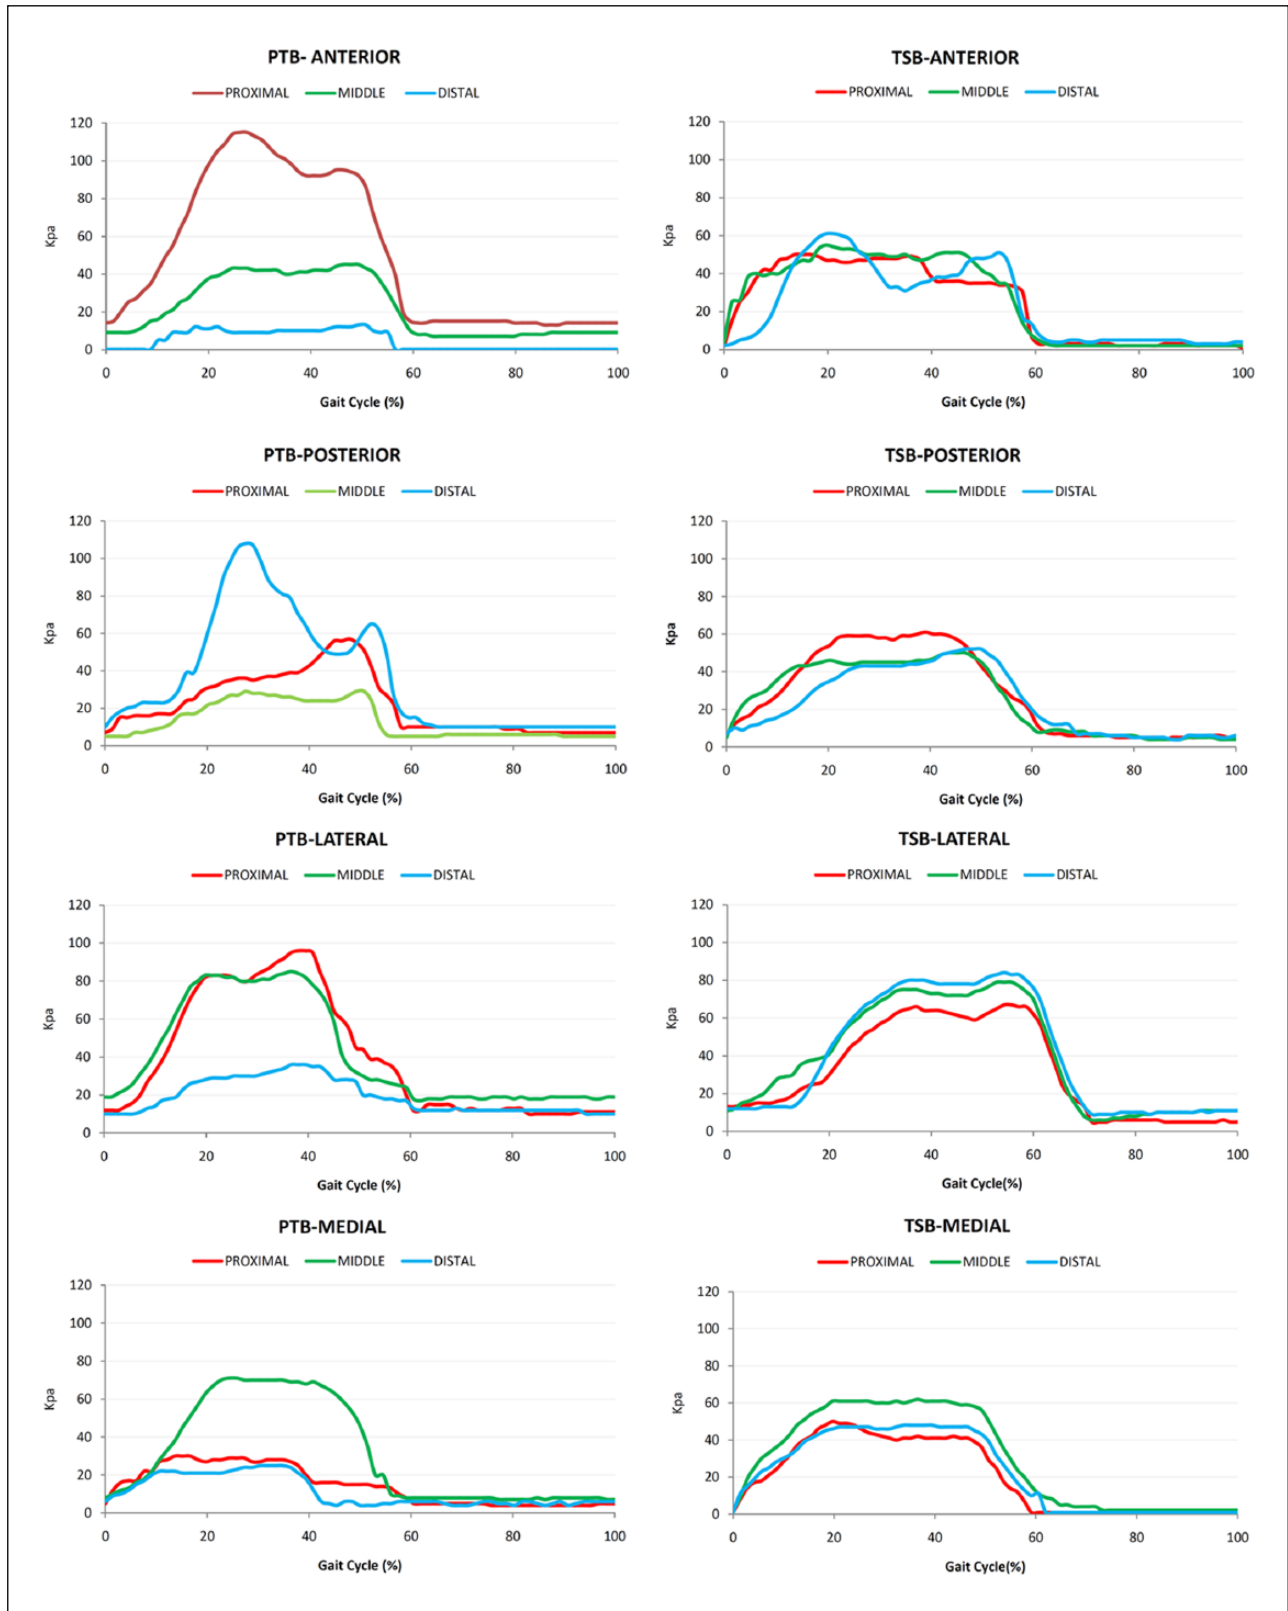 PTB- ANTERIOR
PROXIMAL MIDDLE DISTAL
120
100
80
60
40
20
0
Kpa
0 20 40 60 80 100
Gait Cycle (%)
TSB-ANTERIOR
PROXIMAL MIDDLE DISTAL
120
100
80
60
40
20
0
Kpa
0 20 40 60 80 100
Gait Cycle (%)
PTB-POSTERIOR
PROXIMAL MIDDLE DISTAL
120
100
80
60
40
20
0
Kpa
0 20 40 60 80 100
Gait Cycle (%)
TSB-POSTERIOR
PROXIMAL MIDDLE DISTAL
120
100
80
60
40
20
0
Kpa
0 20 40 60 80 100
Gait Cycle (%)
PTB-LATERAL
PROXIMAL MIDDLE DISTAL
120
100
80
60
40
20
0
Kpa
0 20 40 60 80 100
Gait Cycle (%)
TSB-LATERAL
PROXIMAL MIDDLE DISTAL
120
100
80
60
40
20
0
Kpa
0 20 40 60 80 100
Gait Cycle(%)
PTB-MEDIAL
PROXIMAL MIDDLE DISTAL
120
100
80
60
40
20
0
Kpa
0 20 40 60 80 100
Gait Cycle (%)
TSB-MEDIAL
PROXIMAL MIDDLE DISTAL
120
100
80
60
40
20
0
Kpa
0 20 40 60 80 100
Gait Cycle(%)